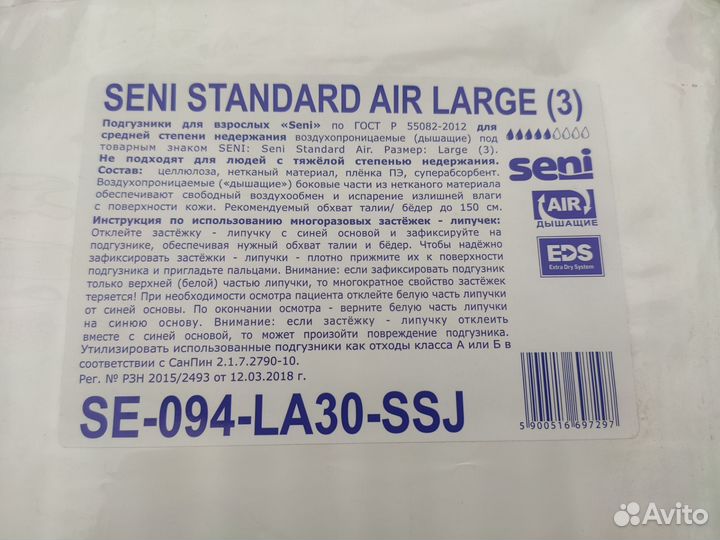 SENI STANDARD AIR LARGE (3)
Подгузники для взрослых «Seni» по ГОСТ Р 55082-2012 для
средней степени недержания воздухопроницаемые (дышащие) под
товарным знаком SENI: Seni Standard Air. Размер: Large (3).
Не подходят для людей с тяжёлой степенью недержания.
Состав: целлюлоза, нетканый материал, плёнка ПЭ, суперабсорбент.
Воздухопроницаемые («дышащие») боковые части из нетканого материала
обеспечивают свободный воздухообмен и испарение излишней влаги
с поверхности кожи. Рекомендуемый обхват талии/ бёдер до 150 см.
Инструкция по использованию многоразовых застёжек - липучек:
Отклейте застёжку - липучку с синей основой и зафиксируйте на
подгузнике, обеспечивая нужный обхват талии и бёдер. Чтобы надёжно
зафиксировать застёжки - липучки - плотно прижмите их к поверхности
подгузника и пригладьте пальцами. Внимание: если зафиксировать подгузник
только верхней (белой) частью липучки, то многократное свойство застёжек
теряется! При необходимости осмотра пациента отклейте белую часть липучки
от синей основы. По окончании осмотра - верните белую часть липучки
на синюю основу. Внимание: если застёжку - липучку отклеить
вместе с синей основой, то может произойти повреждение подгузника.
Утилизировать использованные подгузники как отходы класса А или Б в
соответствии с СанПин 2.1.7.2790-10.
Рег. № РЗН 2015/2493 от 12.03.2018 г.
SE-094-LA30-SSJ
seni
AIR
ДЫШАЩИЕ
EDS
Extra Dry System
5 900516 697297
Avito